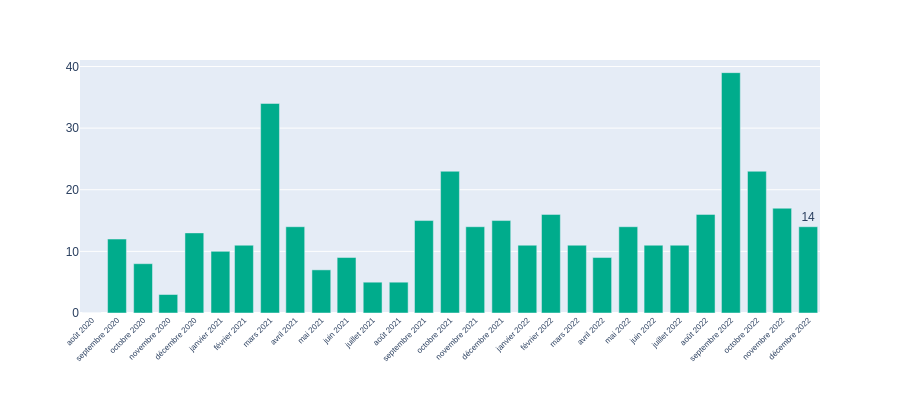 40
30
20
10
0
14
août 2020
septembre 2020
octobre 2020
novembre 2020
décembre 2020
janvier 2021
février 2021
mars 2021
avril 2021
mai 2021
juin 2021
juillet 2021
août 2021
septembre 2021
octobre 2021
novembre 2021
décembre 2021
janvier 2022
février 2022
mars 2022
avril 2022
mai 2022
juin 2022
juillet 2022
août 2022
septembre 2022
octobre 2022
novembre 2022
décembre 2022